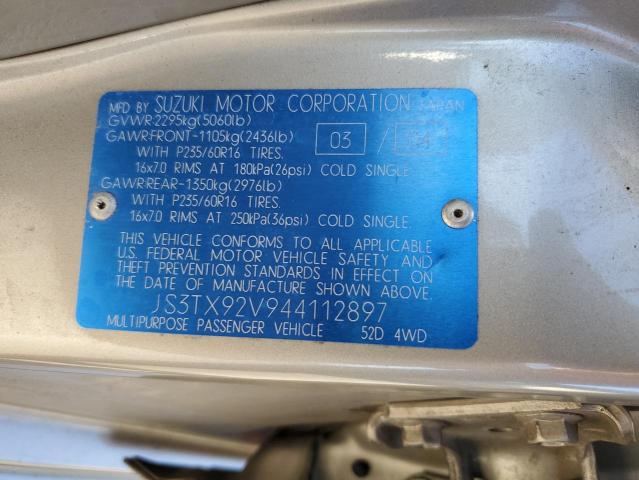 MFD BY SUZUKI MOTOR CORPORATION JAPAN
GVWR:2295kg(5060lb)
GAWR:FRONT-1105kg(2436lb) 03 / 04
WITH P235/60R16 TIRES.
16x7.0 RIMS AT 180kPa(26psi) COLD SINGLE.
GAWR:REAR-1350kg(2976lb)
WITH P235/60R16 TIRES.
16x7.0 RIMS AT 250kPa(36psi) COLD SINGLE.
THIS VEHICLE CONFORMS TO ALL APPLICABLE
U.S. FEDERAL MOTOR VEHICLE SAFETY AND
THEFT PREVENTION STANDARDS IN EFFECT ON
THE DATE OF MANUFACTURE SHOWN ABOVE.
JS3TX92V944112897
MULTIPURPOSE PASSENGER VEHICLE 52D 4WD